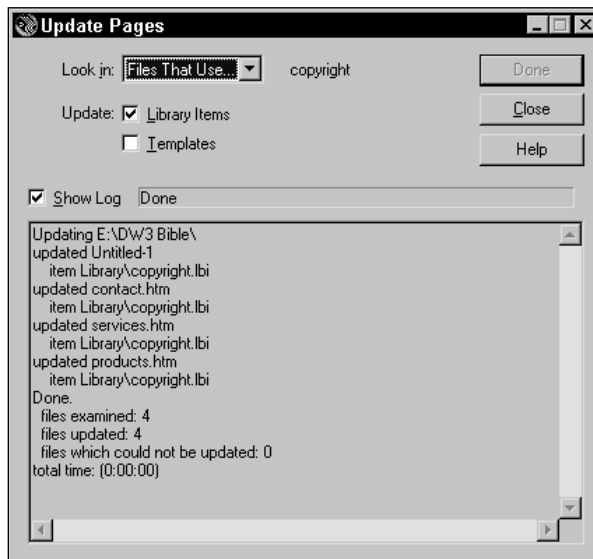 Update Pages
Look in: Files That Use... copyright Done
Update: Library Items Close
Templates Help
Show Log Done
Updating E:\DW3 Bible\
updated Untitled-1
item Library\copyright.lbi
updated contact.htm
item Library\copyright.lbi
updated services.htm
item Library\copyright.lbi
updated products.htm
item Library\copyright.lbi
Done.
files examined: 4
files updated: 4
files which could not be updated: 0
total time: (0:00:00)